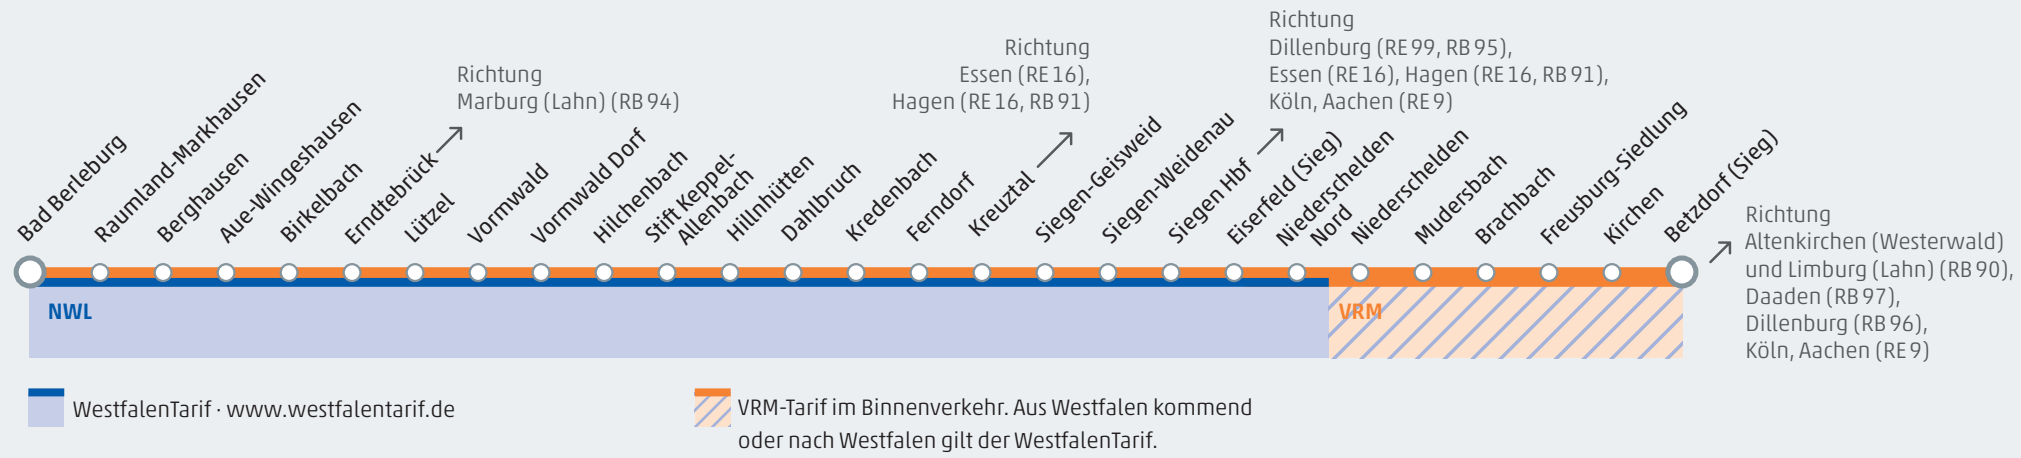 Richtung
Marburg (Lahn) (RB 94)
Richtung
Essen (RE 16),
Hagen (RE 16, RB 91)
Richtung
Dillenburg (RE 99, RB 95),
Essen (RE 16), Hagen (RE 16, RB 91),
Köln, Aachen (RE 9)
Bad Berleburg
Raumland-Markhausen
Berghausen
Aue-Wingeshausen
Birkelbach
Erndtebrück
Lützel
Vormwald
Vormwald Dorf
Hilchenbach
Stift Keppel-
Allenbach
Hillnhütten
Dahlbruch
Kredenbach
Ferndorf
Kreuztal
Siegen-Geisweid
Siegen-Weidenau
Siegen Hbf
Eiserfeld (Sieg)
Niederschelden
Nord
Niederschelden
Mudersbach
Brachbach
Freusburg-Siedlung
Kirchen
Betzdorf (Sieg)
Richtung
Altenkirchen (Westerwald)
und Limburg (Lahn) (RB 90),
Daaden (RB 97),
Dillenburg (RB 96),
Köln, Aachen (RE 9)
NWL
VRM
WestfalenTarif · www.westfalentarif.de
VRM-Tarif im Binnenverkehr. Aus Westfalen kommend
oder nach Westfalen gilt der WestfalenTarif.